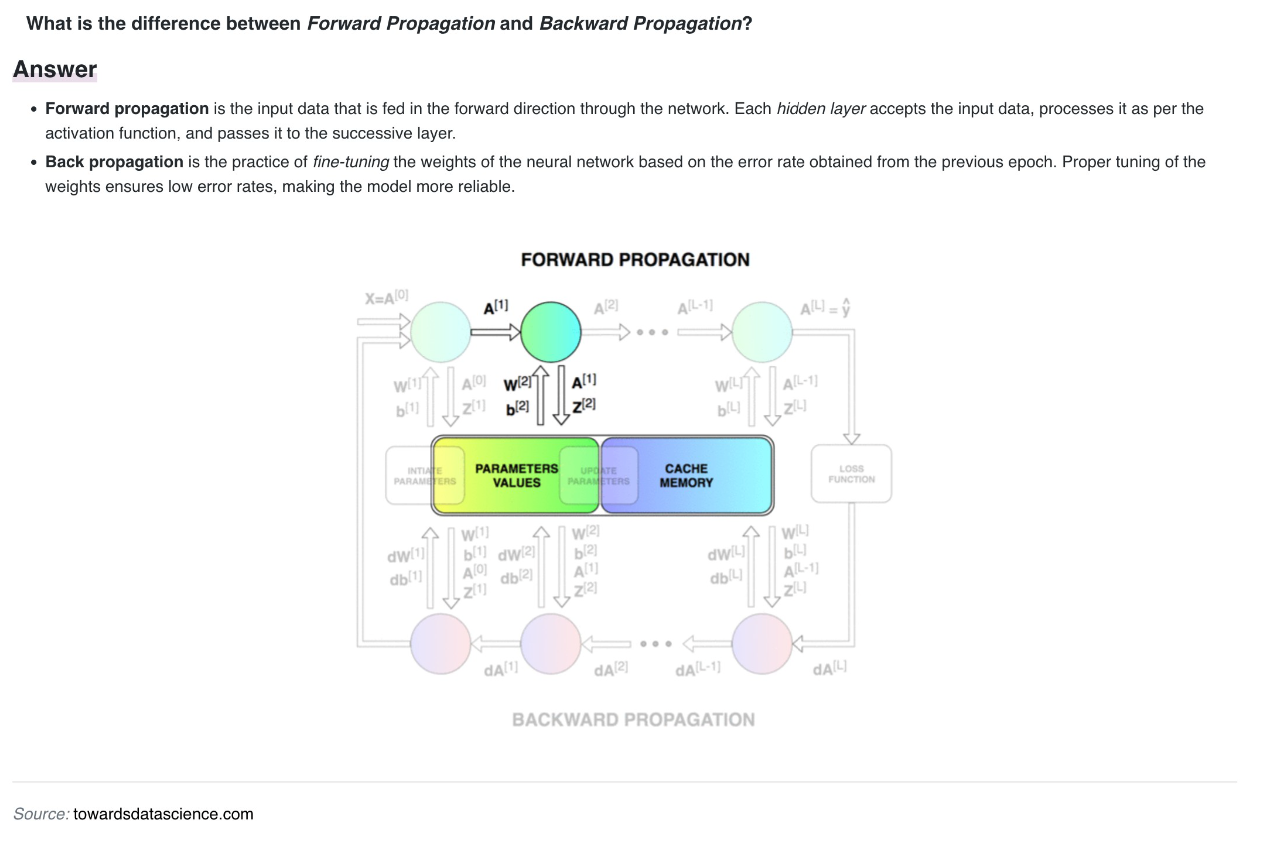 What is the difference between Forward Propagation and Backward Propagation?
Answer
• Forward propagation is the input data that is fed in the forward direction through the network. Each hidden layer accepts the input data, processes it as per the
activation function, and passes it to the successive layer.
• Back propagation is the practice of fine-tuning the weights of the neural network based on the error rate obtained from the previous epoch. Proper tuning of the
weights ensures low error rates, making the model more reliable.
FORWARD PROPAGATION
X=A[0] A[1] A[2] A[L-1] A[L] = ŷ
W[1] A[0] W[2] A[1] W[L] A[L-1]
b[1] Z[1] b[2] Z[2] b[L] Z[L]
INTIATE PARAMETERS UPDATE CACHE LOSS
PARAMETERS VALUES PARAMETERS MEMORY FUNCTION
W[1] W[2] W[L]
dW[1] b[1] dW[2] b[2] dW[L] b[L]
db[1] A[0] db[2] A[1] db[L] A[L-1]
Z[1] Z[2] Z[L]
dA[1] dA[2] dA[L-1] dA[L]
BACKWARD PROPAGATION
Source: towardsdatascience.com